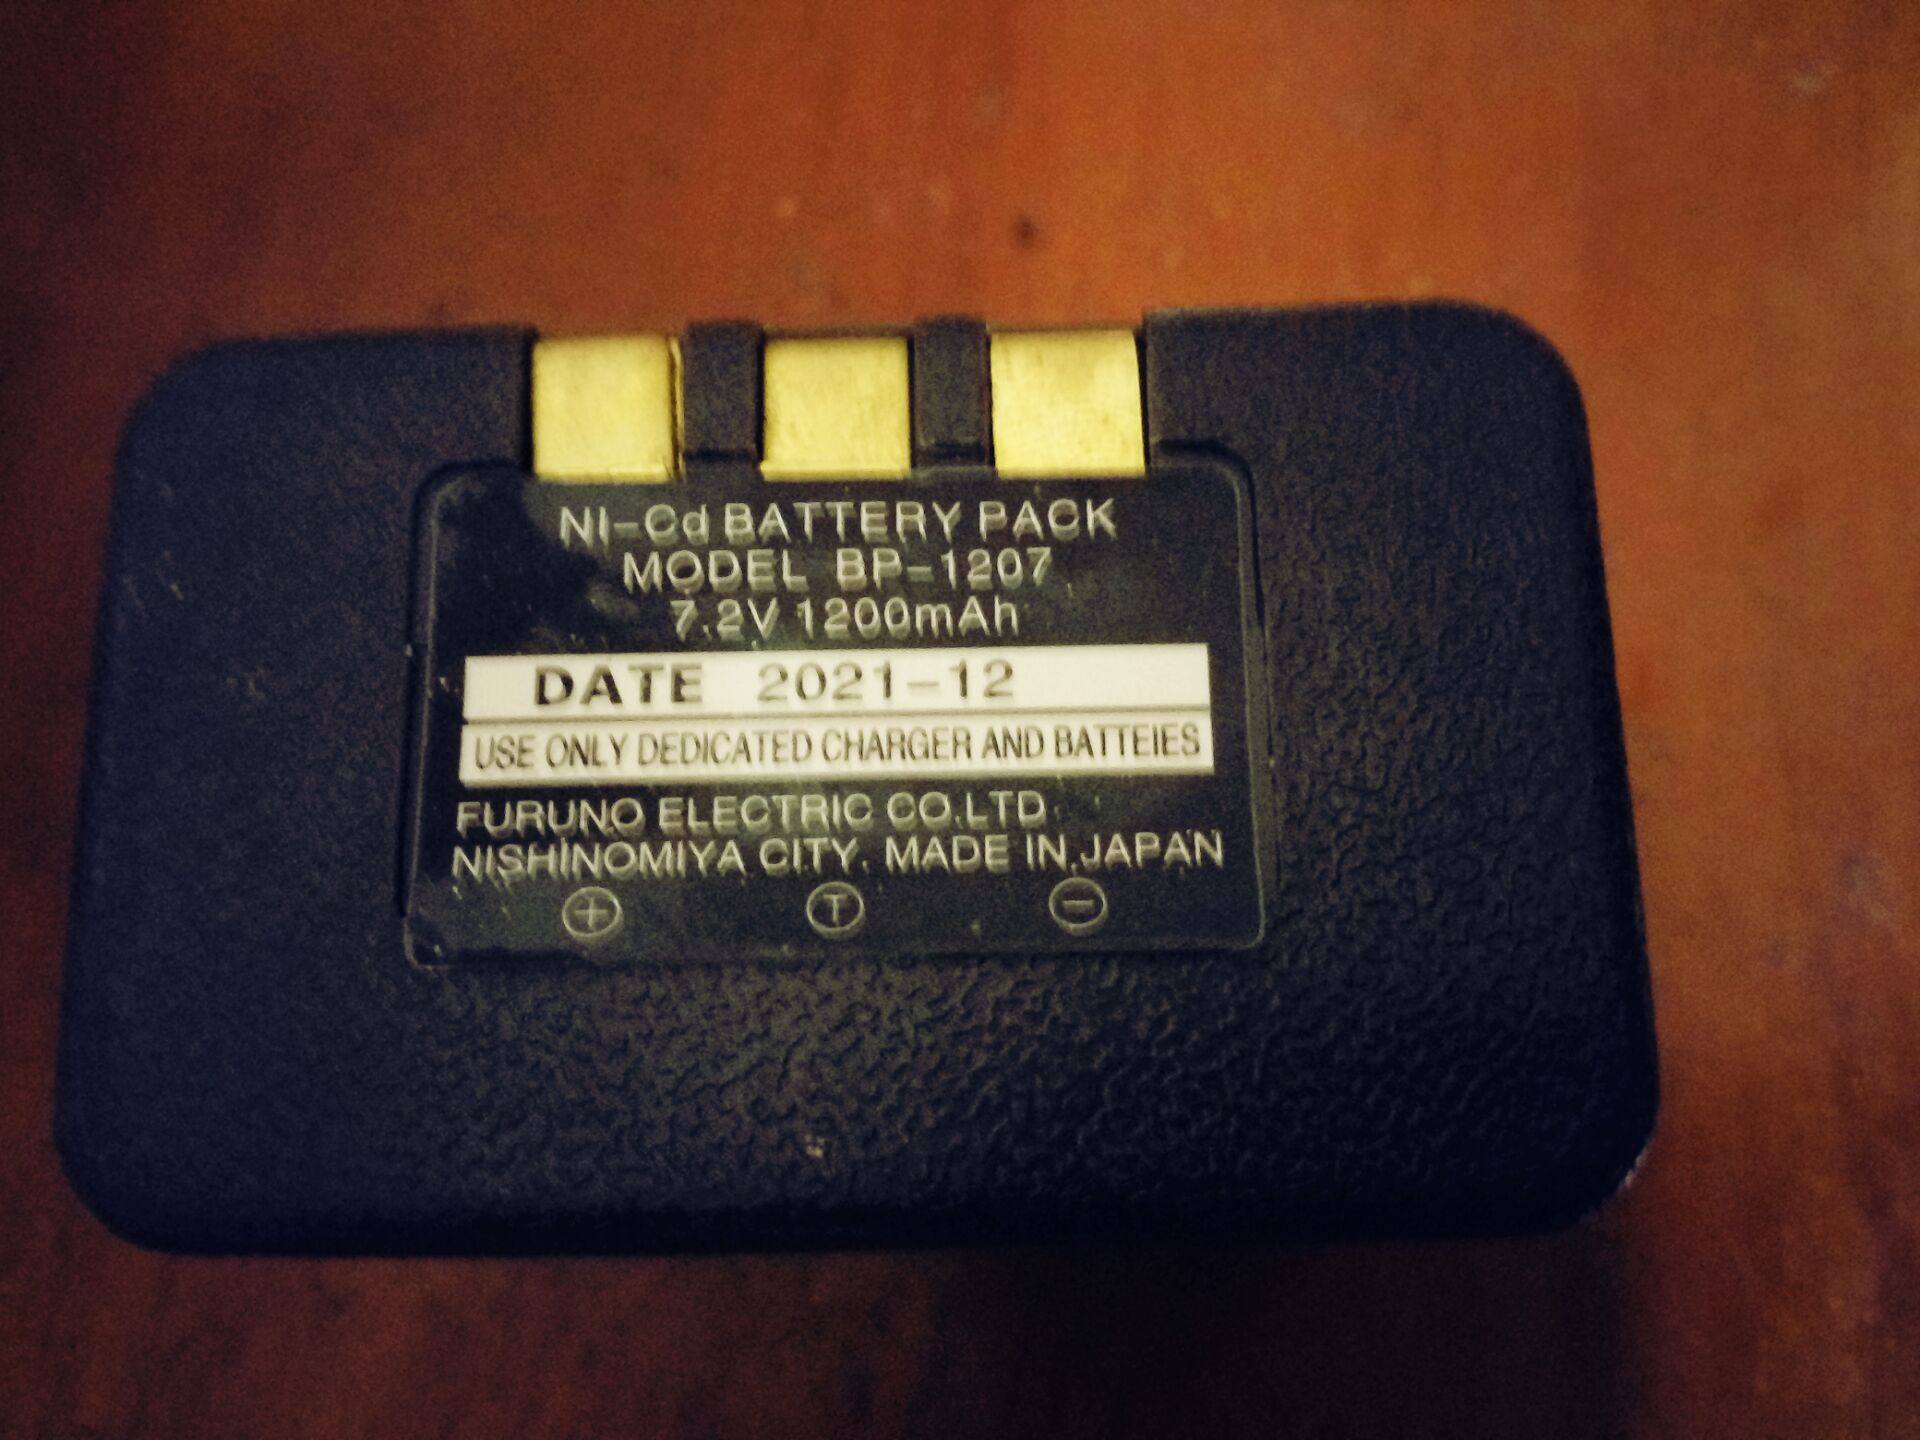 NI-Cd BATTERY PACK
MODEL BP-1207
7.2V 1200mAh
DATE 2021-12
USE ONLY DEDICATED CHARGER AND BATTEIES
FURUNO ELECTRIC CO.LTD
NISHINOMIYA CITY. MADE IN JAPAN
+ T −